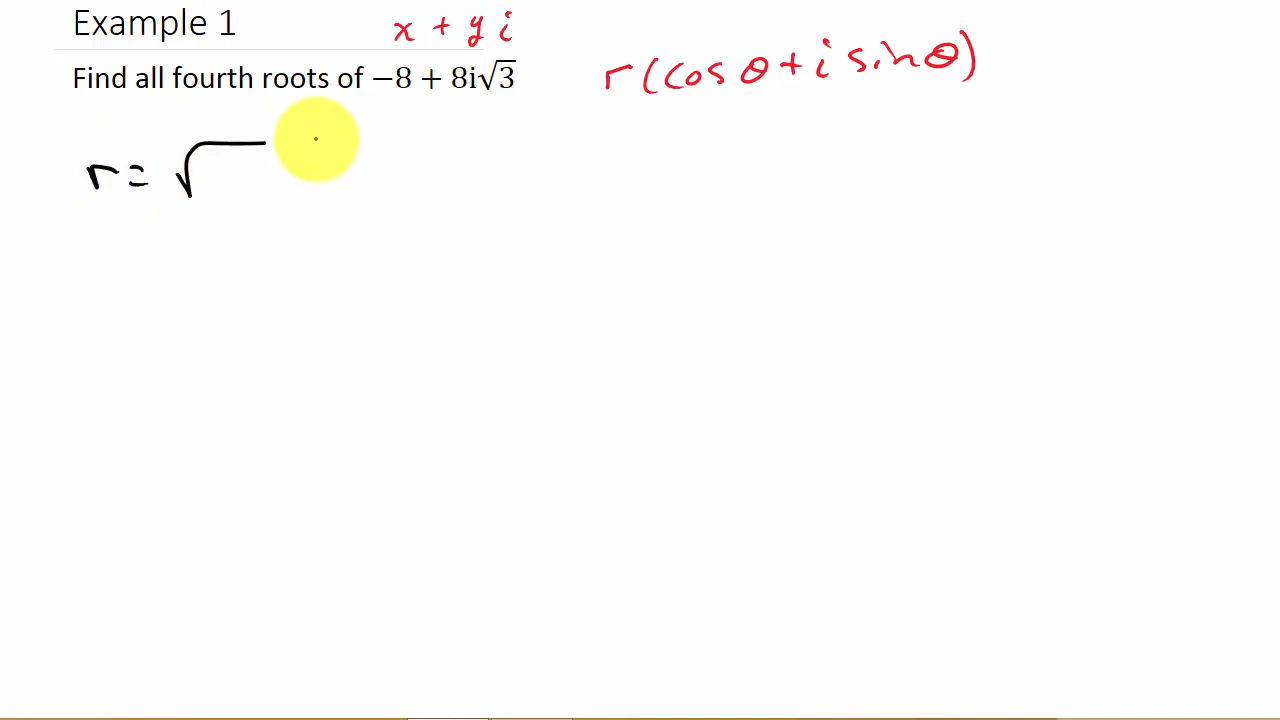 Example 1
x + y i
Find all fourth roots of −8 + 8i√3
r(cos θ + i sin θ)
r = √